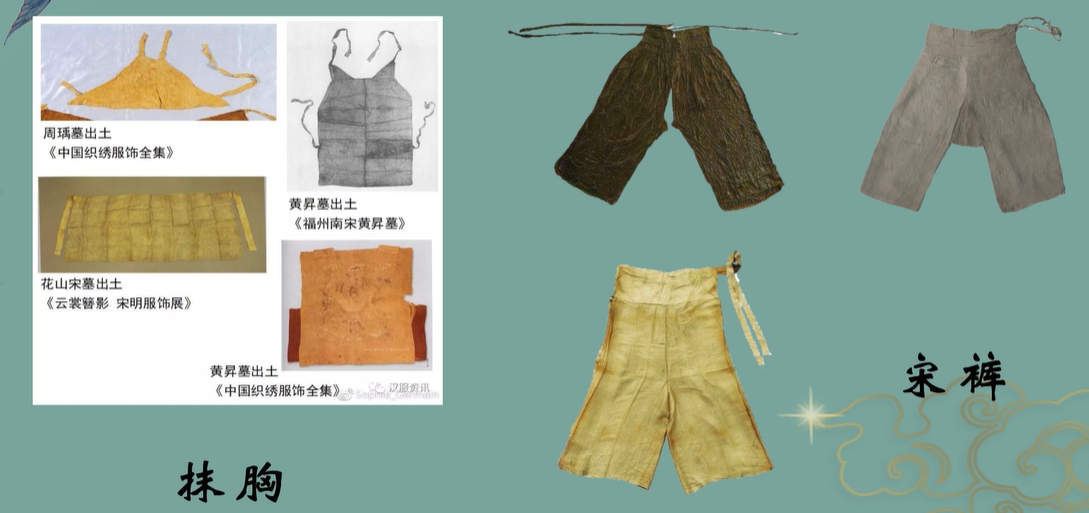 周瑀墓出土
《中国织绣服饰全集》
黄昇墓出土
《福州南宋黄昇墓》
花山宋墓出土
《云裳簪影 宋明服饰展》
黄昇墓出土
《中国织绣服饰全集》
汉服资讯
抹胸
宋裤